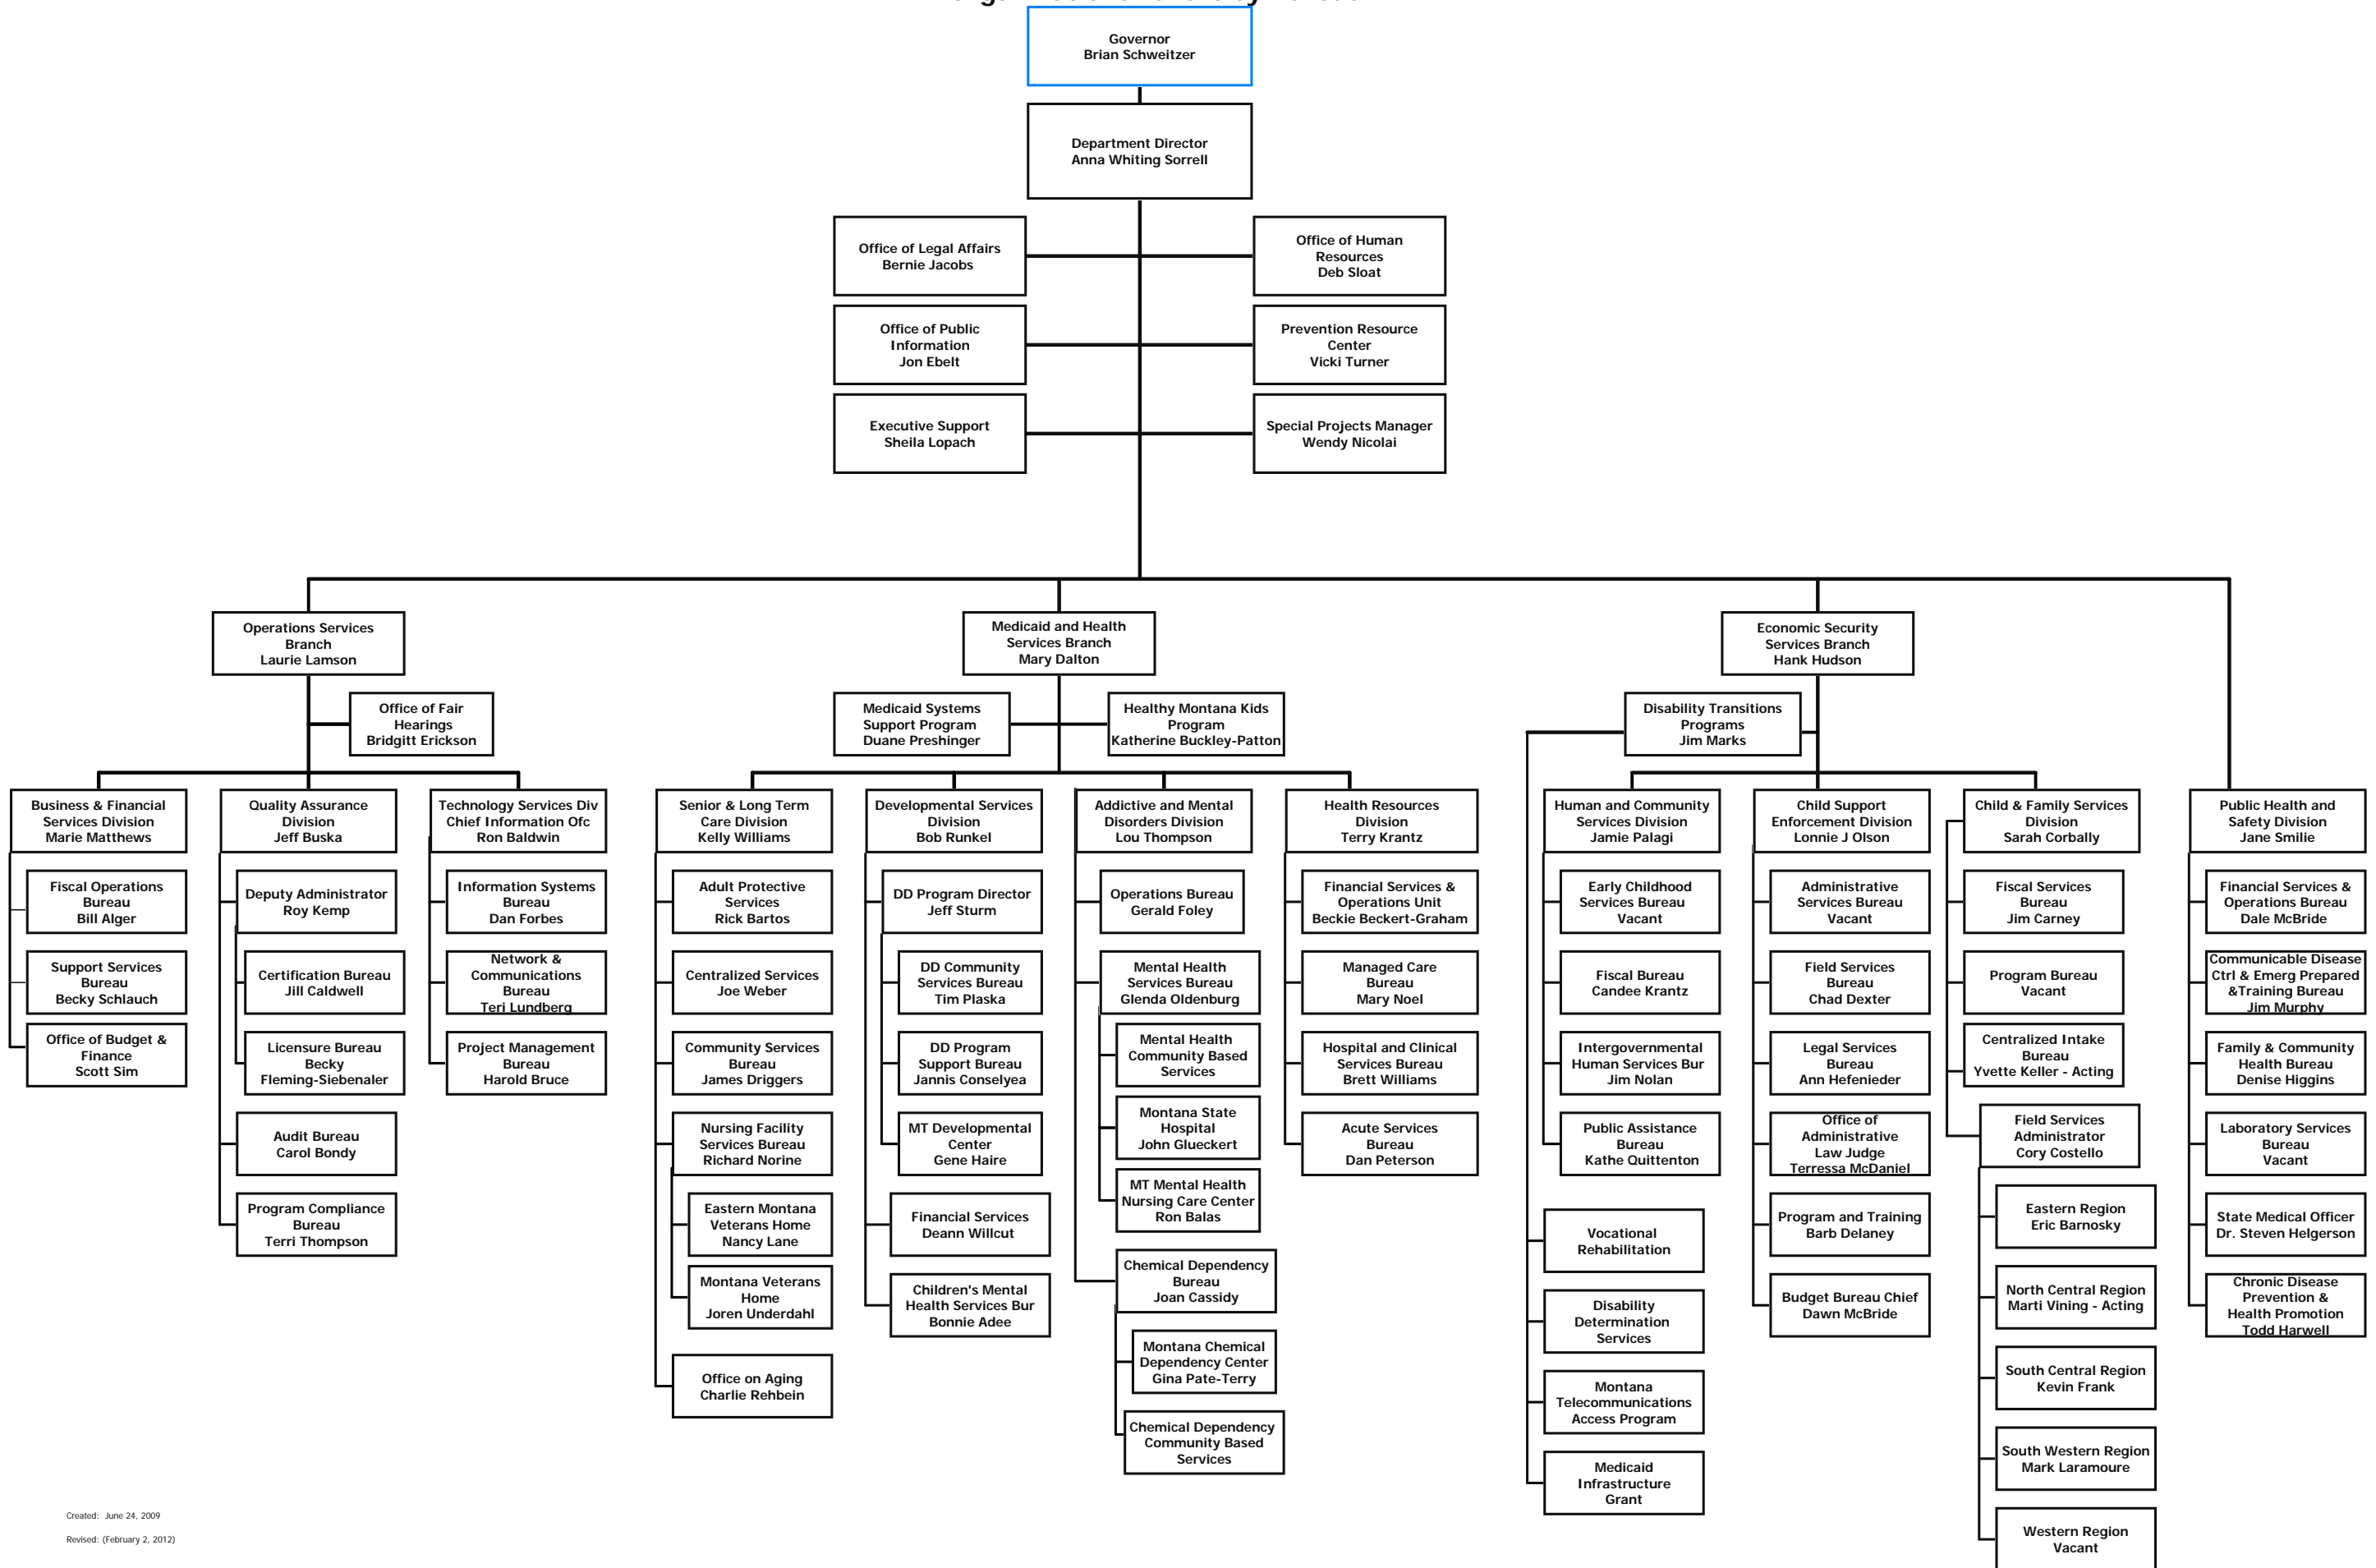 Governor
Brian Schweitzer
Department Director
Anna Whiting Sorrell
Office of Legal Affairs
Bernie Jacobs
Office of Human
Resources
Deb Sloat
Office of Public
Information
Jon Ebelt
Prevention Resource
Center
Vicki Turner
Executive Support
Sheila Lopach
Special Projects Manager
Wendy Nicolai
Operations Services
Branch
Laurie Lamson
Medicaid and Health
Services Branch
Mary Dalton
Economic Security
Services Branch
Hank Hudson
Office of Fair
Hearings
Bridgitt Erickson
Medicaid Systems
Support Program
Duane Preshinger
Healthy Montana Kids
Program
Katherine Buckley-Patton
Disability Transitions
Programs
Jim Marks
Business & Financial
Services Division
Marie Matthews
Fiscal Operations
Bureau
Bill Alger
Support Services
Bureau
Becky Schlauch
Office of Budget &
Finance
Scott Sim
Quality Assurance
Division
Jeff Buska
Deputy Administrator
Roy Kemp
Certification Bureau
Jill Caldwell
Licensure Bureau
Becky
Fleming-Siebenaler
Audit Bureau
Carol Bondy
Program Compliance
Bureau
Terri Thompson
Technology Services Div
Chief Information Ofc
Ron Baldwin
Information Systems
Bureau
Dan Forbes
Network &
Communications
Bureau
Teri Lundberg
Project Management
Bureau
Harold Bruce
Senior & Long Term
Care Division
Kelly Williams
Adult Protective
Services
Rick Bartos
Centralized Services
Joe Weber
Community Services
Bureau
James Driggers
Nursing Facility
Services Bureau
Richard Norine
Eastern Montana
Veterans Home
Nancy Lane
Montana Veterans
Home
Joren Underdahl
Office on Aging
Charlie Rehbein
Developmental Services
Division
Bob Runkel
DD Program Director
Jeff Sturm
DD Community
Services Bureau
Tim Plaska
DD Program
Support Bureau
Jannis Conselyea
MT Developmental
Center
Gene Haire
Financial Services
Deann Willcut
Children's Mental
Health Services Bur
Bonnie Adee
Addictive and Mental
Disorders Division
Lou Thompson
Operations Bureau
Gerald Foley
Mental Health
Services Bureau
Glenda Oldenburg
Mental Health
Community Based
Services
Montana State
Hospital
John Glueckert
MT Mental Health
Nursing Care Center
Ron Balas
Chemical Dependency
Bureau
Joan Cassidy
Montana Chemical
Dependency Center
Gina Pate-Terry
Chemical Dependency
Community Based
Services
Health Resources
Division
Terry Krantz
Financial Services &
Operations Unit
Beckie Beckert-Graham
Managed Care
Bureau
Mary Noel
Hospital and Clinical
Services Bureau
Brett Williams
Acute Services
Bureau
Dan Peterson
Human and Community
Services Division
Jamie Palagi
Early Childhood
Services Bureau
Vacant
Fiscal Bureau
Candee Krantz
Intergovernmental
Human Services Bur
Jim Nolan
Public Assistance
Bureau
Kathe Quittenton
Vocational
Rehabilitation
Disability
Determination
Services
Montana
Telecommunications
Access Program
Medicaid
Infrastructure
Grant
Child Support
Enforcement Division
Lonnie J Olson
Administrative
Services Bureau
Vacant
Field Services
Bureau
Chad Dexter
Legal Services
Bureau
Ann Hefenieder
Office of
Administrative
Law Judge
Terressa McDaniel
Program and Training
Barb Delaney
Budget Bureau Chief
Dawn McBride
Child & Family Services
Division
Sarah Corbally
Fiscal Services
Bureau
Jim Carney
Program Bureau
Vacant
Centralized Intake
Bureau
Yvette Keller - Acting
Field Services
Administrator
Cory Costello
Eastern Region
Eric Barnosky
North Central Region
Marti Vining - Acting
South Central Region
Kevin Frank
South Western Region
Mark Laramoure
Western Region
Vacant
Public Health and
Safety Division
Jane Smilie
Financial Services &
Operations Bureau
Dale McBride
Communicable Disease
Ctrl & Emerg Prepared
&Training Bureau
Jim Murphy
Family & Community
Health Bureau
Denise Higgins
Laboratory Services
Bureau
Vacant
State Medical Officer
Dr. Steven Helgerson
Chronic Disease
Prevention &
Health Promotion
Todd Harwell
Created: June 24, 2009
Revised: (February 2, 2012)